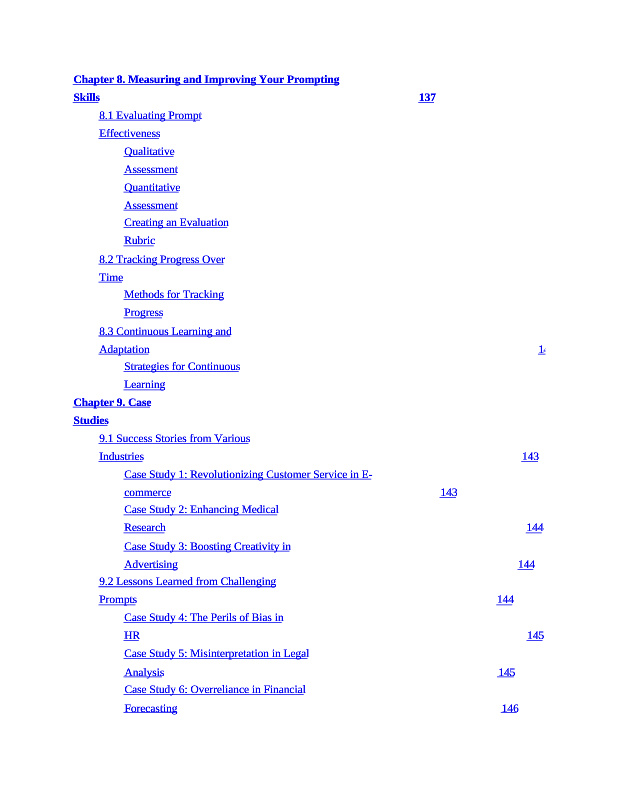 Chapter 8. Measuring and Improving Your Prompting
Skills 137
8.1 Evaluating Prompt
Effectiveness
Qualitative
Assessment
Quantitative
Assessment
Creating an Evaluation
Rubric
8.2 Tracking Progress Over
Time
Methods for Tracking
Progress
8.3 Continuous Learning and
Adaptation
Strategies for Continuous
Learning
Chapter 9. Case
Studies
9.1 Success Stories from Various
Industries 143
Case Study 1: Revolutionizing Customer Service in E-
commerce 143
Case Study 2: Enhancing Medical
Research 144
Case Study 3: Boosting Creativity in
Advertising 144
9.2 Lessons Learned from Challenging
Prompts 144
Case Study 4: The Perils of Bias in
HR 145
Case Study 5: Misinterpretation in Legal
Analysis 145
Case Study 6: Overreliance in Financial
Forecasting 146